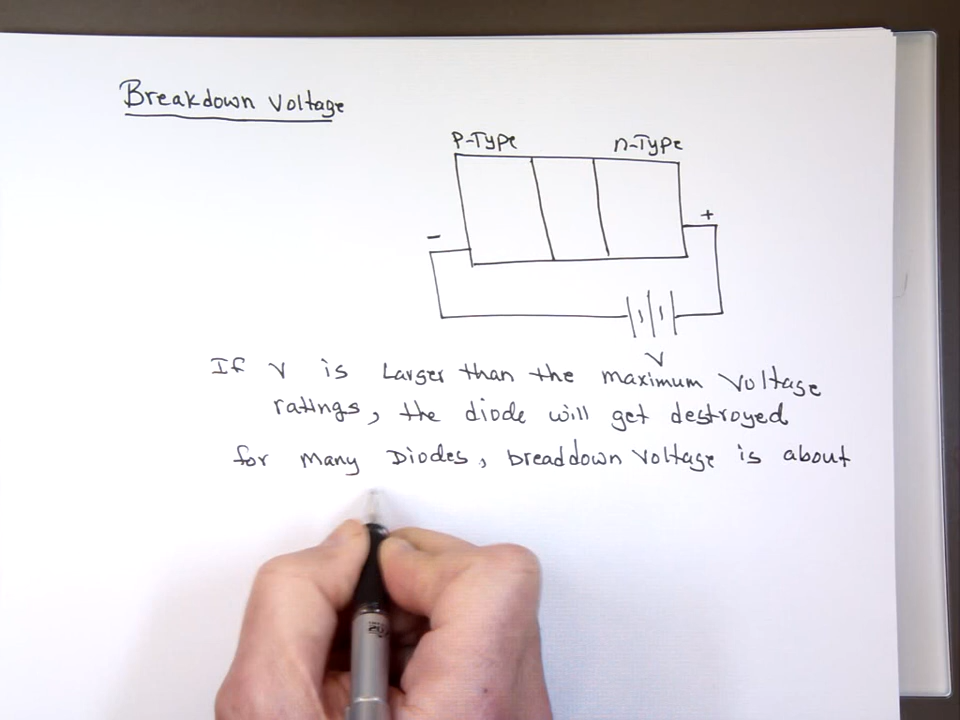 Breakdown Voltage
P-Type n-Type
- +
V
If V is Larger than the maximum Voltage
ratings, the diode will get destroyed
for many Diodes, breaddown Voltage is about